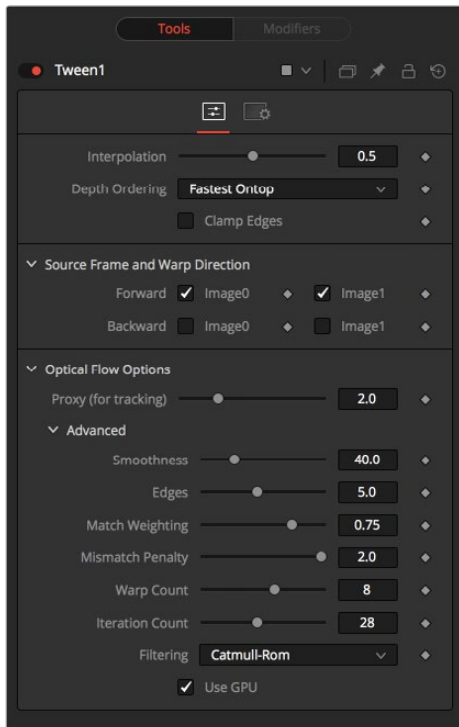 Tools Modifiers
Tween1
Interpolation 0.5
Depth Ordering Fastest Ontop
Clamp Edges
Source Frame and Warp Direction
Forward Image0 Image1
Backward Image0 Image1
Optical Flow Options
Proxy (for tracking) 2.0
Advanced
Smoothness 40.0
Edges 5.0
Match Weighting 0.75
Mismatch Penalty 2.0
Warp Count 8
Iteration Count 28
Filtering Catmull-Rom
Use GPU